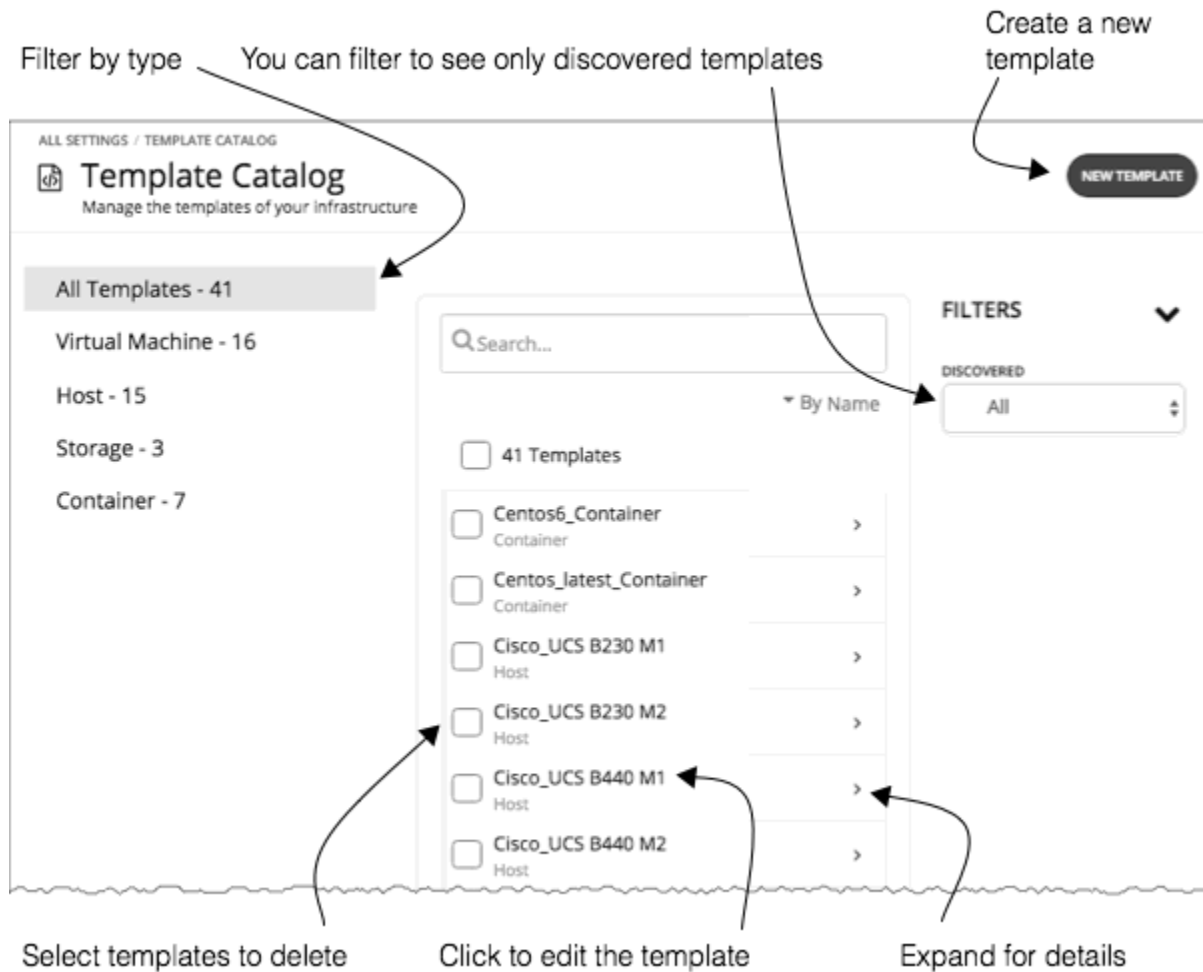 Create a new
template
Filter by type
You can filter to see only discovered templates
ALL SETTINGS / TEMPLATE CATALOG
Template Catalog
Manage the templates of your infrastructure
NEW TEMPLATE
All Templates - 41
Virtual Machine - 16
Host - 15
Storage - 3
Container - 7
Search...
By Name
41 Templates
Centos6_Container
Container
Centos_latest_Container
Container
Cisco_UCS B230 M1
Host
Cisco_UCS B230 M2
Host
Cisco_UCS B440 M1
Host
Cisco_UCS B440 M2
Host
FILTERS
DISCOVERED
All
Select templates to delete
Click to edit the template
Expand for details